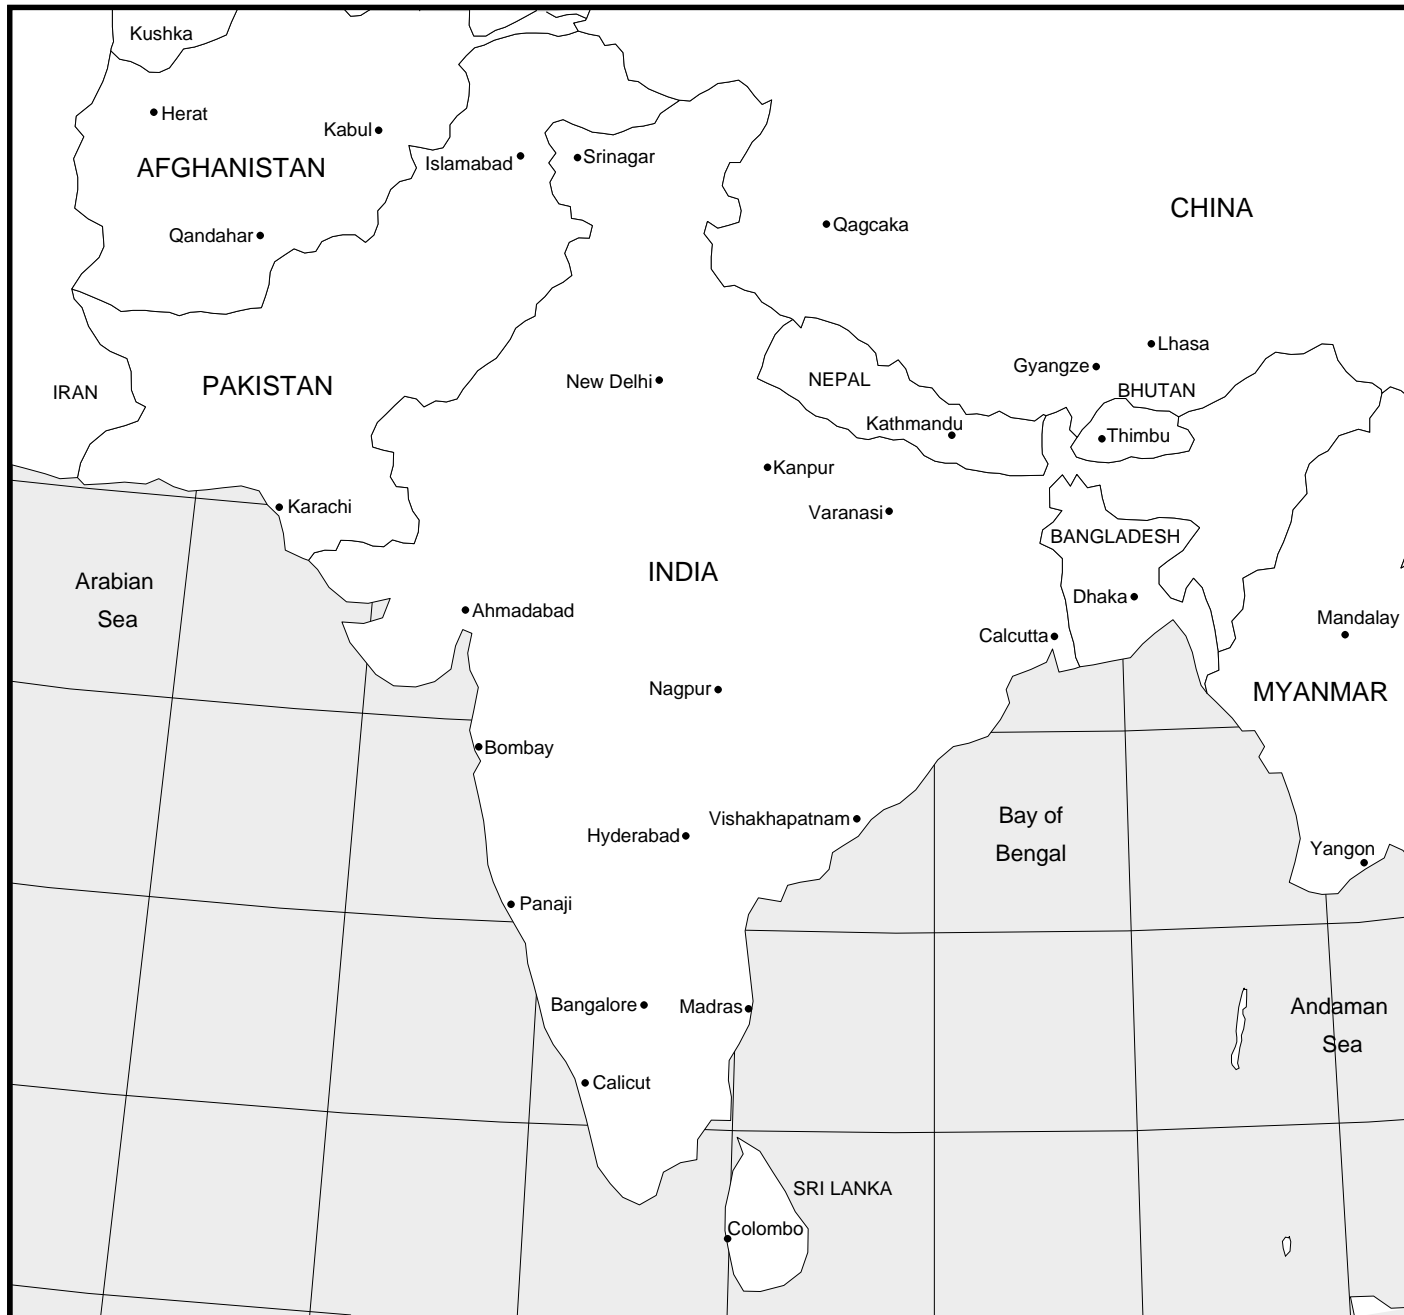 Kushka
Herat
Kabul
Islamabad
Srinagar
AFGHANISTAN
CHINA
Qandahar
Qagcaka
Lhasa
Gyangze
IRAN
PAKISTAN
New Delhi
NEPAL
BHUTAN
Kathmandu
Thimbu
Kanpur
Karachi
Varanasi
BANGLADESH
INDIA
Arabian
Sea
Ahmadabad
Dhaka
Mandalay
Calcutta
Nagpur
MYANMAR
Bombay
Vishakhapatnam
Hyderabad
Bay of
Bengal
Yangon
Panaji
Bangalore
Madras
Andaman
Sea
Calicut
SRI LANKA
Colombo